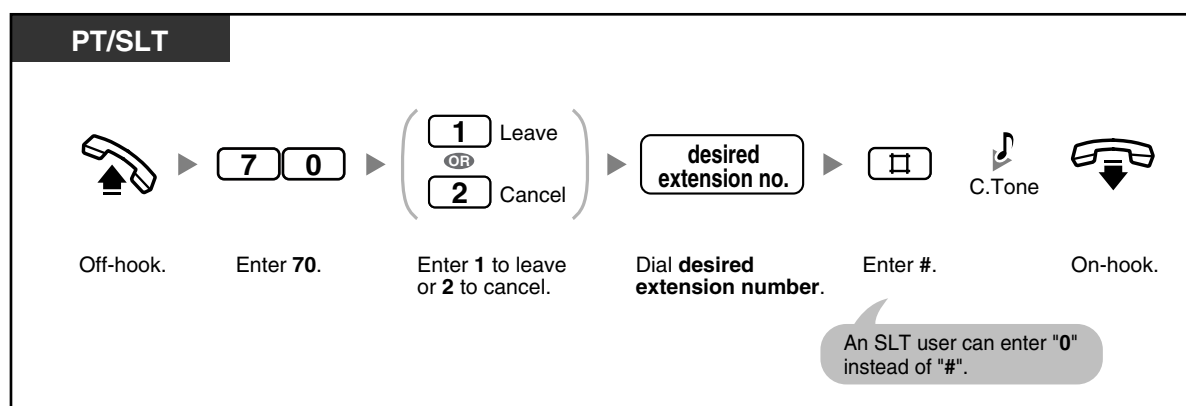 PT/SLT
1 Leave
OR
2 Cancel
7 0
desired
extension no.
#
C.Tone
Off-hook.
Enter 70.
Enter 1 to leave
or 2 to cancel.
Dial desired
extension number.
Enter #.
On-hook.
An SLT user can enter "0"
instead of "#".